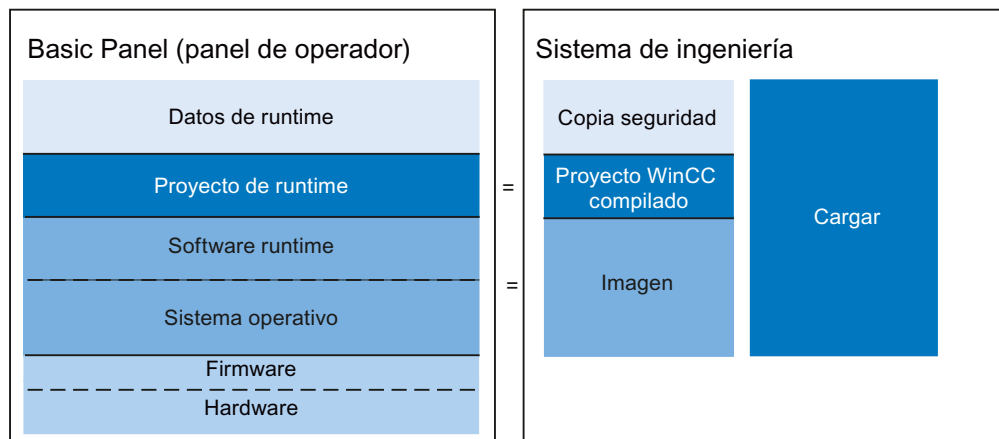 Basic Panel (panel de operador)
Datos de runtime
Proyecto de runtime
Software runtime
Sistema operativo
Firmware
Hardware
=
=
Sistema de ingeniería
Copia seguridad
Proyecto WinCC
compilado
Imagen
Cargar